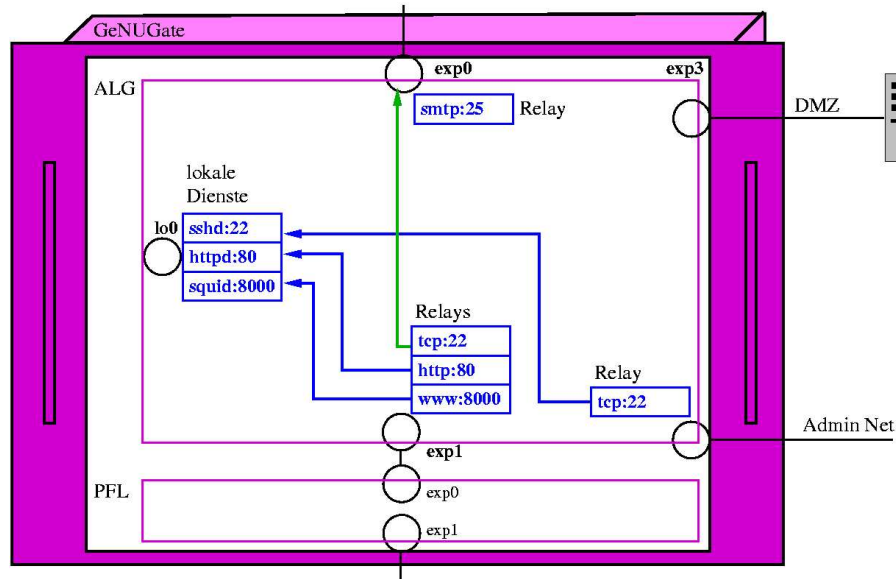 GeNUGate
ALG
exp0
exp3
smtp:25
Relay
DMZ
lokale
Dienste
lo0
sshd:22
httpd:80
squid:8000
Relays
tcp:22
http:80
www:8000
Relay
tcp:22
Admin Net
exp1
PFL
exp0
exp1